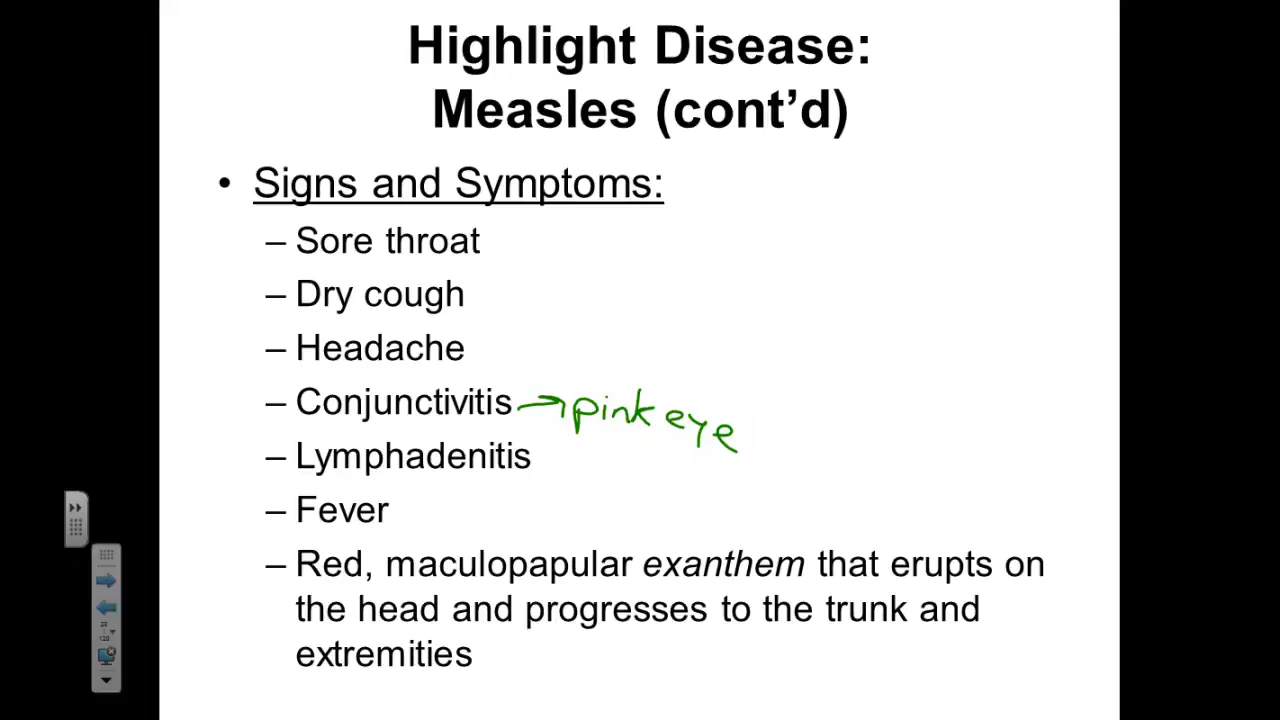 Highlight Disease:
Measles (cont’d)
• Signs and Symptoms:
– Sore throat
– Dry cough
– Headache
– Conjunctivitis → pink eye
– Lymphadenitis
– Fever
– Red, maculopapular exanthem that erupts on
the head and progresses to the trunk and
extremities